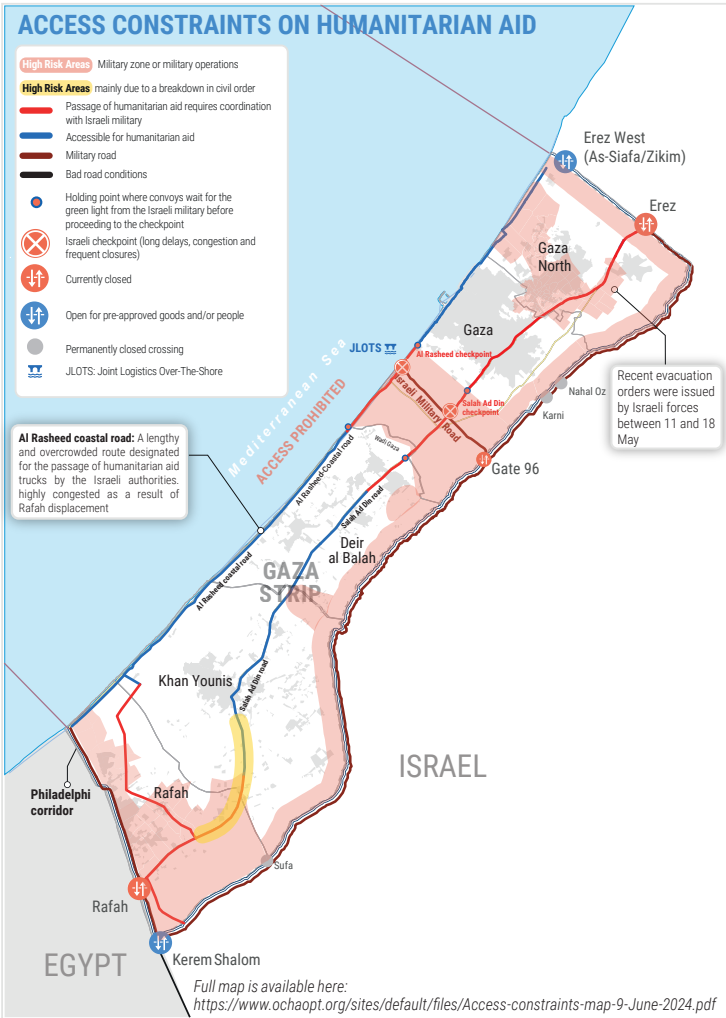 ACCESS CONSTRAINTS ON HUMANITARIAN AID
High Risk Areas Military zone or military operations
High Risk Areas mainly due to a breakdown in civil order
Passage of humanitarian aid requires coordination
with Israeli military
Accessible for humanitarian aid
Military road
Bad road conditions
Holding point where convoys wait for the
green light from the Israeli military before
proceeding to the checkpoint
Israeli checkpoint (long delays, congestion and
frequent closures)
Currently closed
Open for pre-approved goods and/or people
Permanently closed crossing
JLOTS: Joint Logistics Over-The-Shore
Erez West
(As-Siafa/Zikim)
Erez
Gaza
North
Gaza
JLOTS
Al Rasheed checkpoint
Mediterranean Sea
ACCESS PROHIBITED
Israeli Military Road
Salah Ad Din
checkpoint
Nahal Oz
Karni
Recent evacuation
orders were issued
by Israeli forces
between 11 and 18
May
Al Rasheed coastal road: A lengthy
and overcrowded route designated
for the passage of humanitarian aid
trucks by the Israeli authorities.
highly congested as a result of
Rafah displacement
Wadi Gaza
Gate 96
Al Rasheed-Coastal road
Salah Ad Din road
Deir
al Balah
Al Rasheed coastal road
GAZA
STRIP
Khan Younis
Salah Ad Din road
ISRAEL
Philadelphi
corridor
Rafah
Sufa
Rafah
Kerem Shalom
EGYPT
Full map is available here:
https://www.ochaopt.org/sites/default/files/Access-constraints-map-9-June-2024.pdf